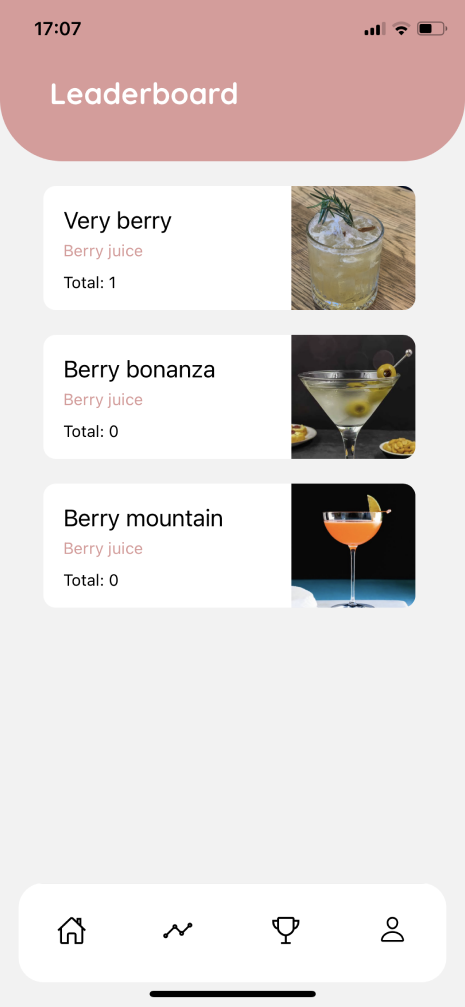 17:07
Leaderboard
Very berry
Berry juice
Total: 1
Berry bonanza
Berry juice
Total: 0
Berry mountain
Berry juice
Total: 0